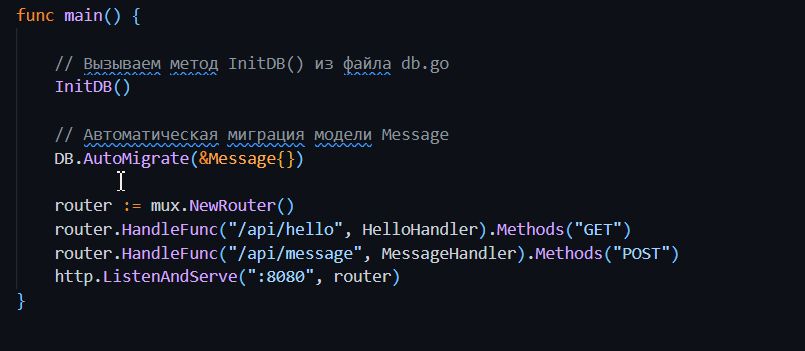 func main() {
// Вызываем метод InitDB() из файла db.go
InitDB()
// Автоматическая миграция модели Message
DB.AutoMigrate(&Message{})
router := mux.NewRouter()
router.HandleFunc("/api/hello", HelloHandler).Methods("GET")
router.HandleFunc("/api/message", MessageHandler).Methods("POST")
http.ListenAndServe(":8080", router)
}